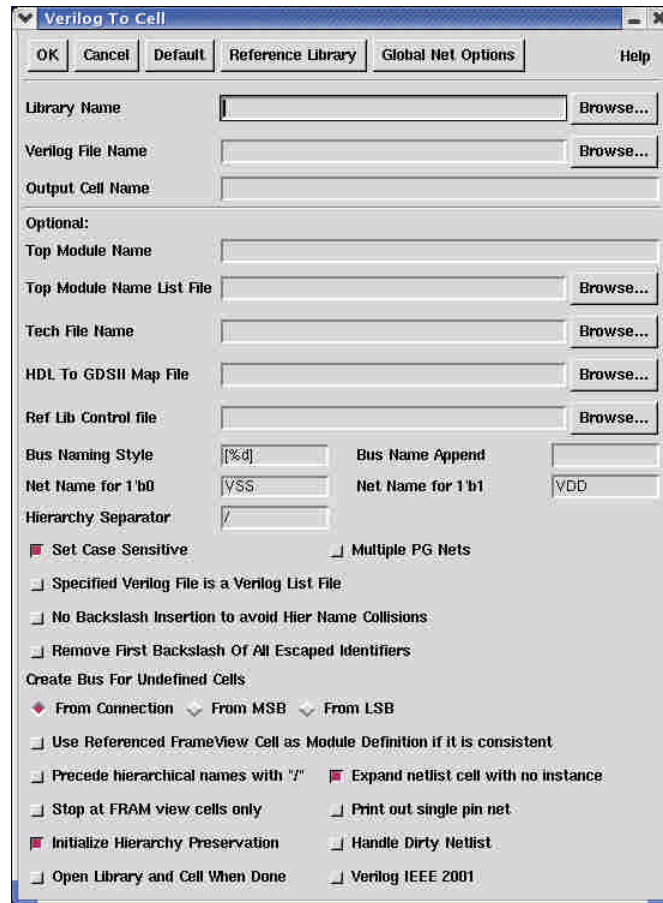 Verilog To Cell
OK Cancel Default Reference Library Global Net Options Help
Library Name Browse...
Verilog File Name Browse...
Output Cell Name
Optional:
Top Module Name
Top Module Name List File Browse...
Tech File Name Browse...
HDL To GDSII Map File Browse...
Ref Lib Control file Browse...
Bus Naming Style [%d] Bus Name Append
Net Name for 1'b0 VSS Net Name for 1'b1 VDD
Hierarchy Separator /
Set Case Sensitive Multiple PG Nets
Specified Verilog File is a Verilog List File
No Backslash Insertion to avoid Hier Name Collisions
Remove First Backslash Of All Escaped Identifiers
Create Bus For Undefined Cells
From Connection From MSB From LSB
Use Referenced FrameView Cell as Module Definition if it is consistent
Precede hierarchical names with "/" Expand netlist cell with no instance
Stop at FRAM view cells only Print out single pin net
Initialize Hierarchy Preservation Handle Dirty Netlist
Open Library and Cell When Done Verilog IEEE 2001